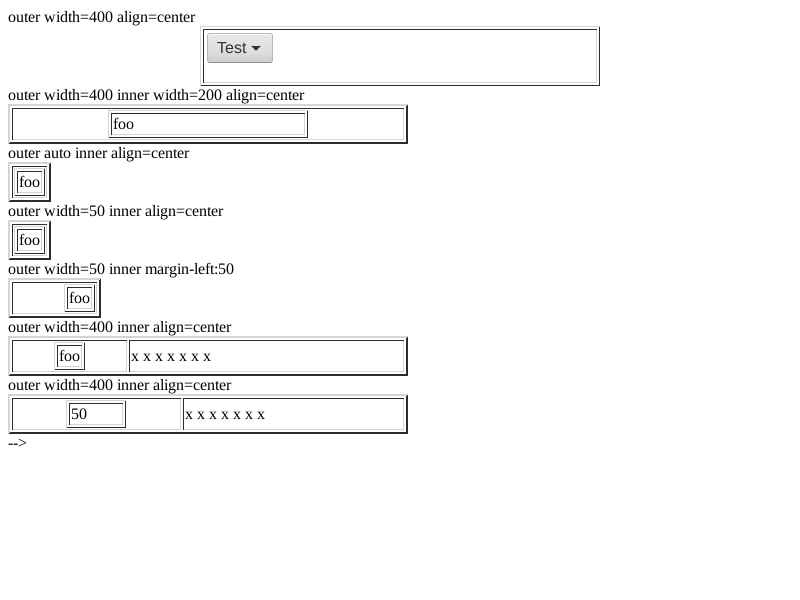 outer width=400 align=center
Test
outer width=400 inner width=200 align=center
foo
outer auto inner align=center
foo
outer width=50 inner align=center
foo
outer width=50 inner margin-left:50
foo
outer width=400 inner align=center
foo x x x x x x x
outer width=400 inner align=center
50 x x x x x x x
-->